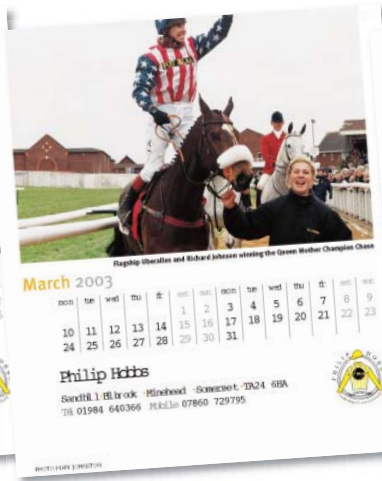 Flagship Uberalles and Richard Johnson winning the Queen Mother Champion Chase
March 2003
mon tue wed thu fri sat sun mon tue wed thu fri sat sun
1 2 3 4 5 6 7 8 9
10 11 12 13 14 15 16 17 18 19 20 21 22 23
24 25 26 27 28 29 30 31
Philip Hobbs
Sandhill · Bilbrook · Minehead · Somerset · TA24 6HA
Tel 01984 640366 Mobile 07860 729795
PHILIP HOBBS